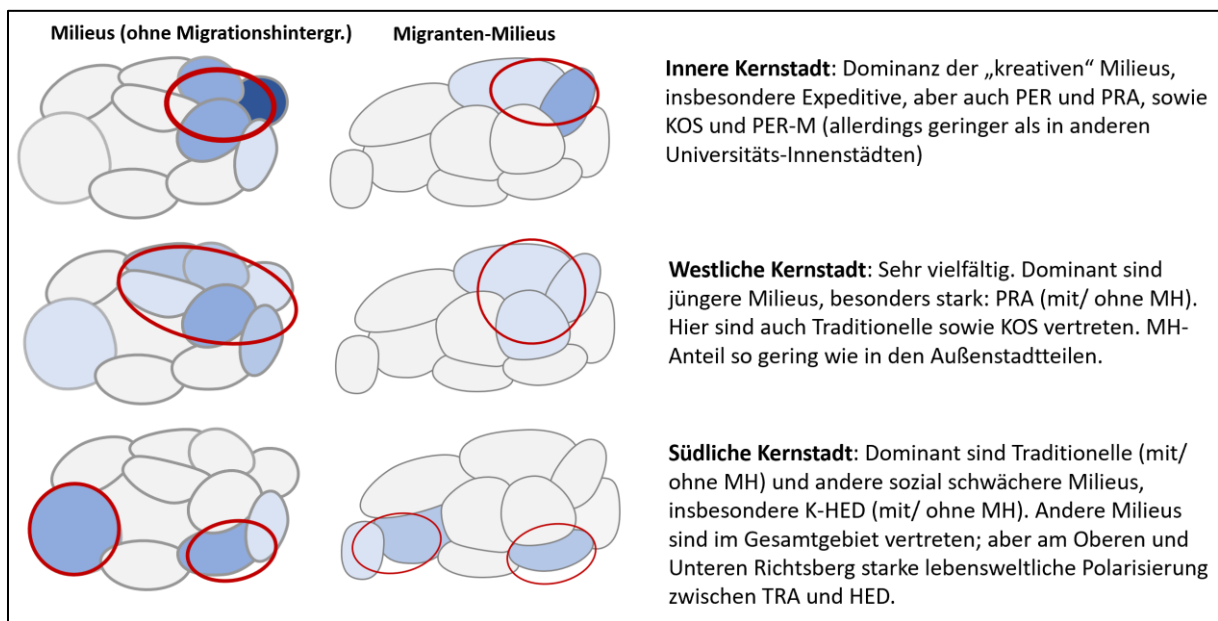 Milieus (ohne Migrationshintergr.)
Migranten-Milieus
Innere Kernstadt: Dominanz der „kreativen“ Milieus,
insbesondere Expeditive, aber auch PER und PRA, sowie
KOS und PER-M (allerdings geringer als in anderen
Universitäts-Innenstädten)
Westliche Kernstadt: Sehr vielfältig. Dominant sind
jüngere Milieus, besonders stark: PRA (mit/ ohne MH).
Hier sind auch Traditionelle sowie KOS vertreten. MH-
Anteil so gering wie in den Außenstadtteilen.
Südliche Kernstadt: Dominant sind Traditionelle (mit/
ohne MH) und andere sozial schwächere Milieus,
insbesondere K-HED (mit/ ohne MH). Andere Milieus
sind im Gesamtgebiet vertreten; aber am Oberen und
Unteren Richtsberg starke lebensweltliche Polarisierung
zwischen TRA und HED.